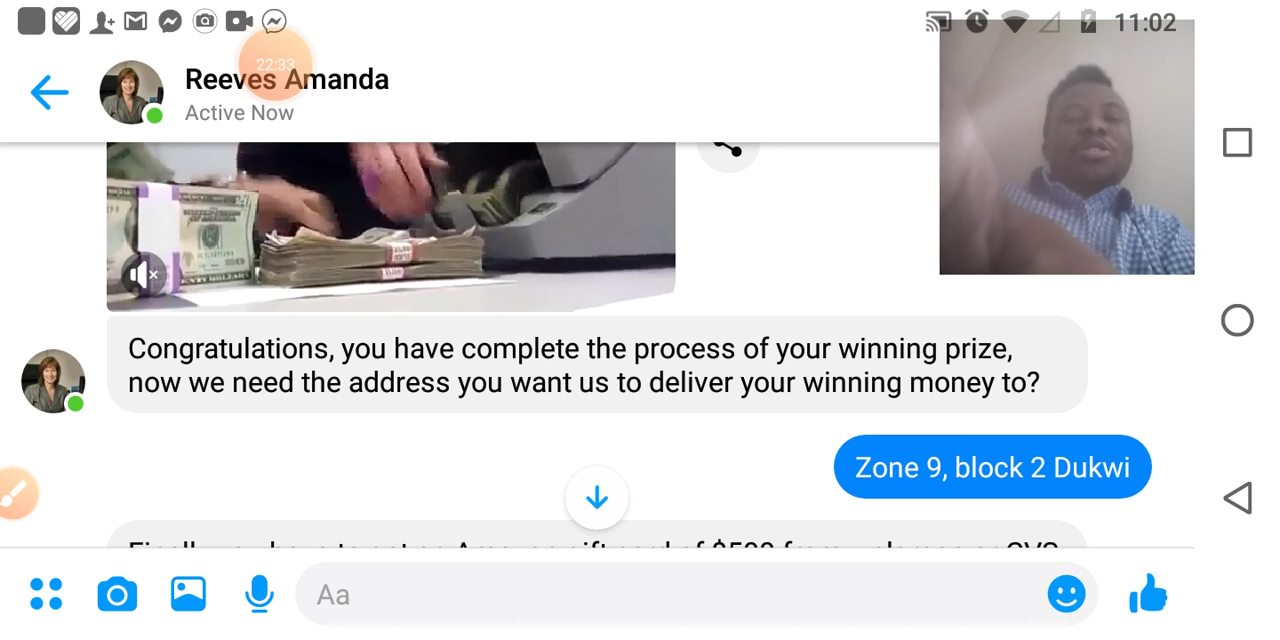 11:02
22:33
Reeves Amanda
Active Now
Congratulations, you have complete the process of your winning prize,
now we need the address you want us to deliver your winning money to?
Zone 9, block 2 Dukwi
Aa